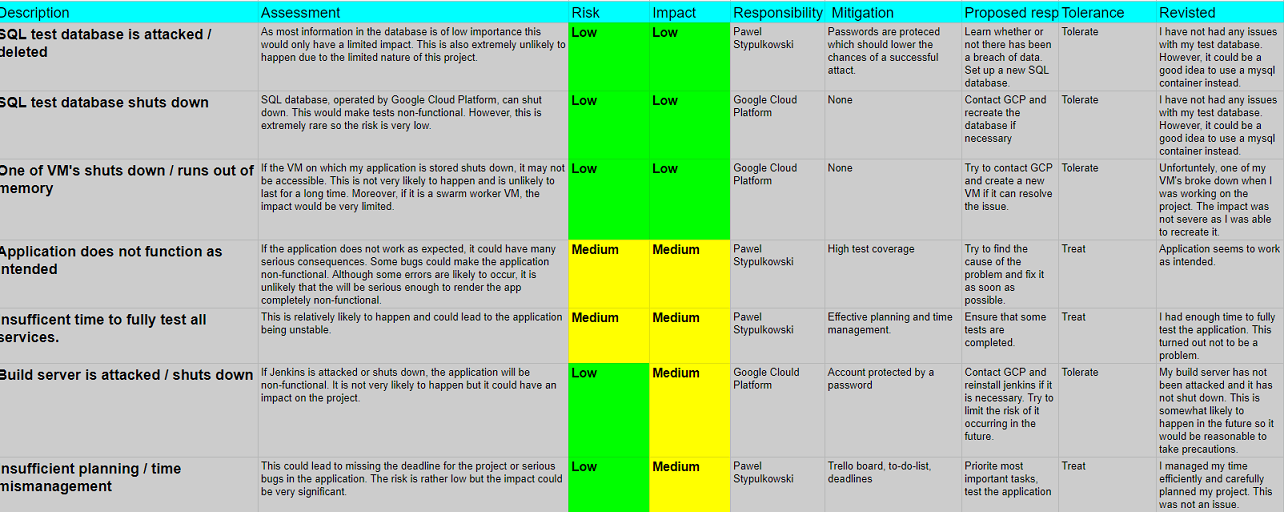 Description Assessment Risk Impact Responsibility Mitigation Proposed resp Tolerance Revisted
SQL test database is attacked /
deleted
As most information in the database is of low importance this
would only have a limited impact. This is also extremely unlikely to
happen due to the limited nature of this project.
Low
Low
Pawel
Stypulkowski
Passwords are proteced
which should lower the
chances of a successful
attact.
Learn whether or
not there has been
a breach of data.
Set up a new SQL
database.
Tolerate
I have not had any issues
with my test database.
However, it could be a
good idea to use a mysql
container instead.
SQL test database shuts down
SQL database, operated by Google Cloud Platform, can shut
down. This would make tests non-functional. However, this is
extremely rare so the risk is very low.
Low
Low
Google Cloud
Platform
None
Contact GCP and
recreate the
database if
necessary
Tolerate
I have not had any issues
with my test database.
However, it could be a
good idea to use a mysql
container instead.
One of VM's shuts down / runs out of
memory
If the VM on which my application is stored shuts down, it may not
be accessible. This is not very likely to happen and is unlikely to
last for a long time. Moreover, if it is a swarm worker VM, the
impact would be very limited.
Low
Low
Google Cloud
Platform
None
Try to contact GCP
and create a new
VM if it can resolve
the issue.
Tolerate
Unfortuntely, one of my
VM's broke down when I
was working on the
project. The impact was
not severe as I was able
to recreate it.
Application does not function as
intended
If the application does not work as expected, it could have many
serious consequences. Some bugs could make the application
non-functional. Although some errors are likely to occur, it is
unlikely that the will be serious enough to render the app
completely non-functional.
Medium
Medium
Pawel
Stypulkowski
High test coverage
Try to find the
cause of the
problem and fix it
as soon as
possible.
Treat
Application seems to work
as intended.
Insufficent time to fully test all
services.
This is relatively likely to happen and could lead to the application
being unstable.
Medium
Medium
Pawel
Stypulkowski
Effective planning and time
management.
Ensure that some
tests are
completed.
Treat
I had enough time to fully
test the application. This
turned out not to be a
problem.
Build server is attacked / shuts down
If Jenkins is attacked or shuts down, the application will be
non-functional. It is not very likely to happen but it could have an
impact on the project.
Low
Medium
Google Clould
Platform
Account protected by a
password
Contact GCP and
reinstall jenkins if it
is necessary. Try to
limit the risk of it
occurring in the
future.
Tolerate
My build server has not
been attacked and it has
not shut down. This is
somewhat likely to
happen in the future so it
would be reasonable to
take precautions.
Insufficient planning / time
mismanagement
This could lead to missing the deadline for the project or serious
bugs in the application. The risk is rather low but the impact could
be very significant.
Low
Medium
Pawel
Stypulkowski
Trello board, to-do-list,
deadlines
Priorite most
important tasks,
test the application
Treat
I managed my time
efficiently and carefully
planned my project. This
was not an issue.